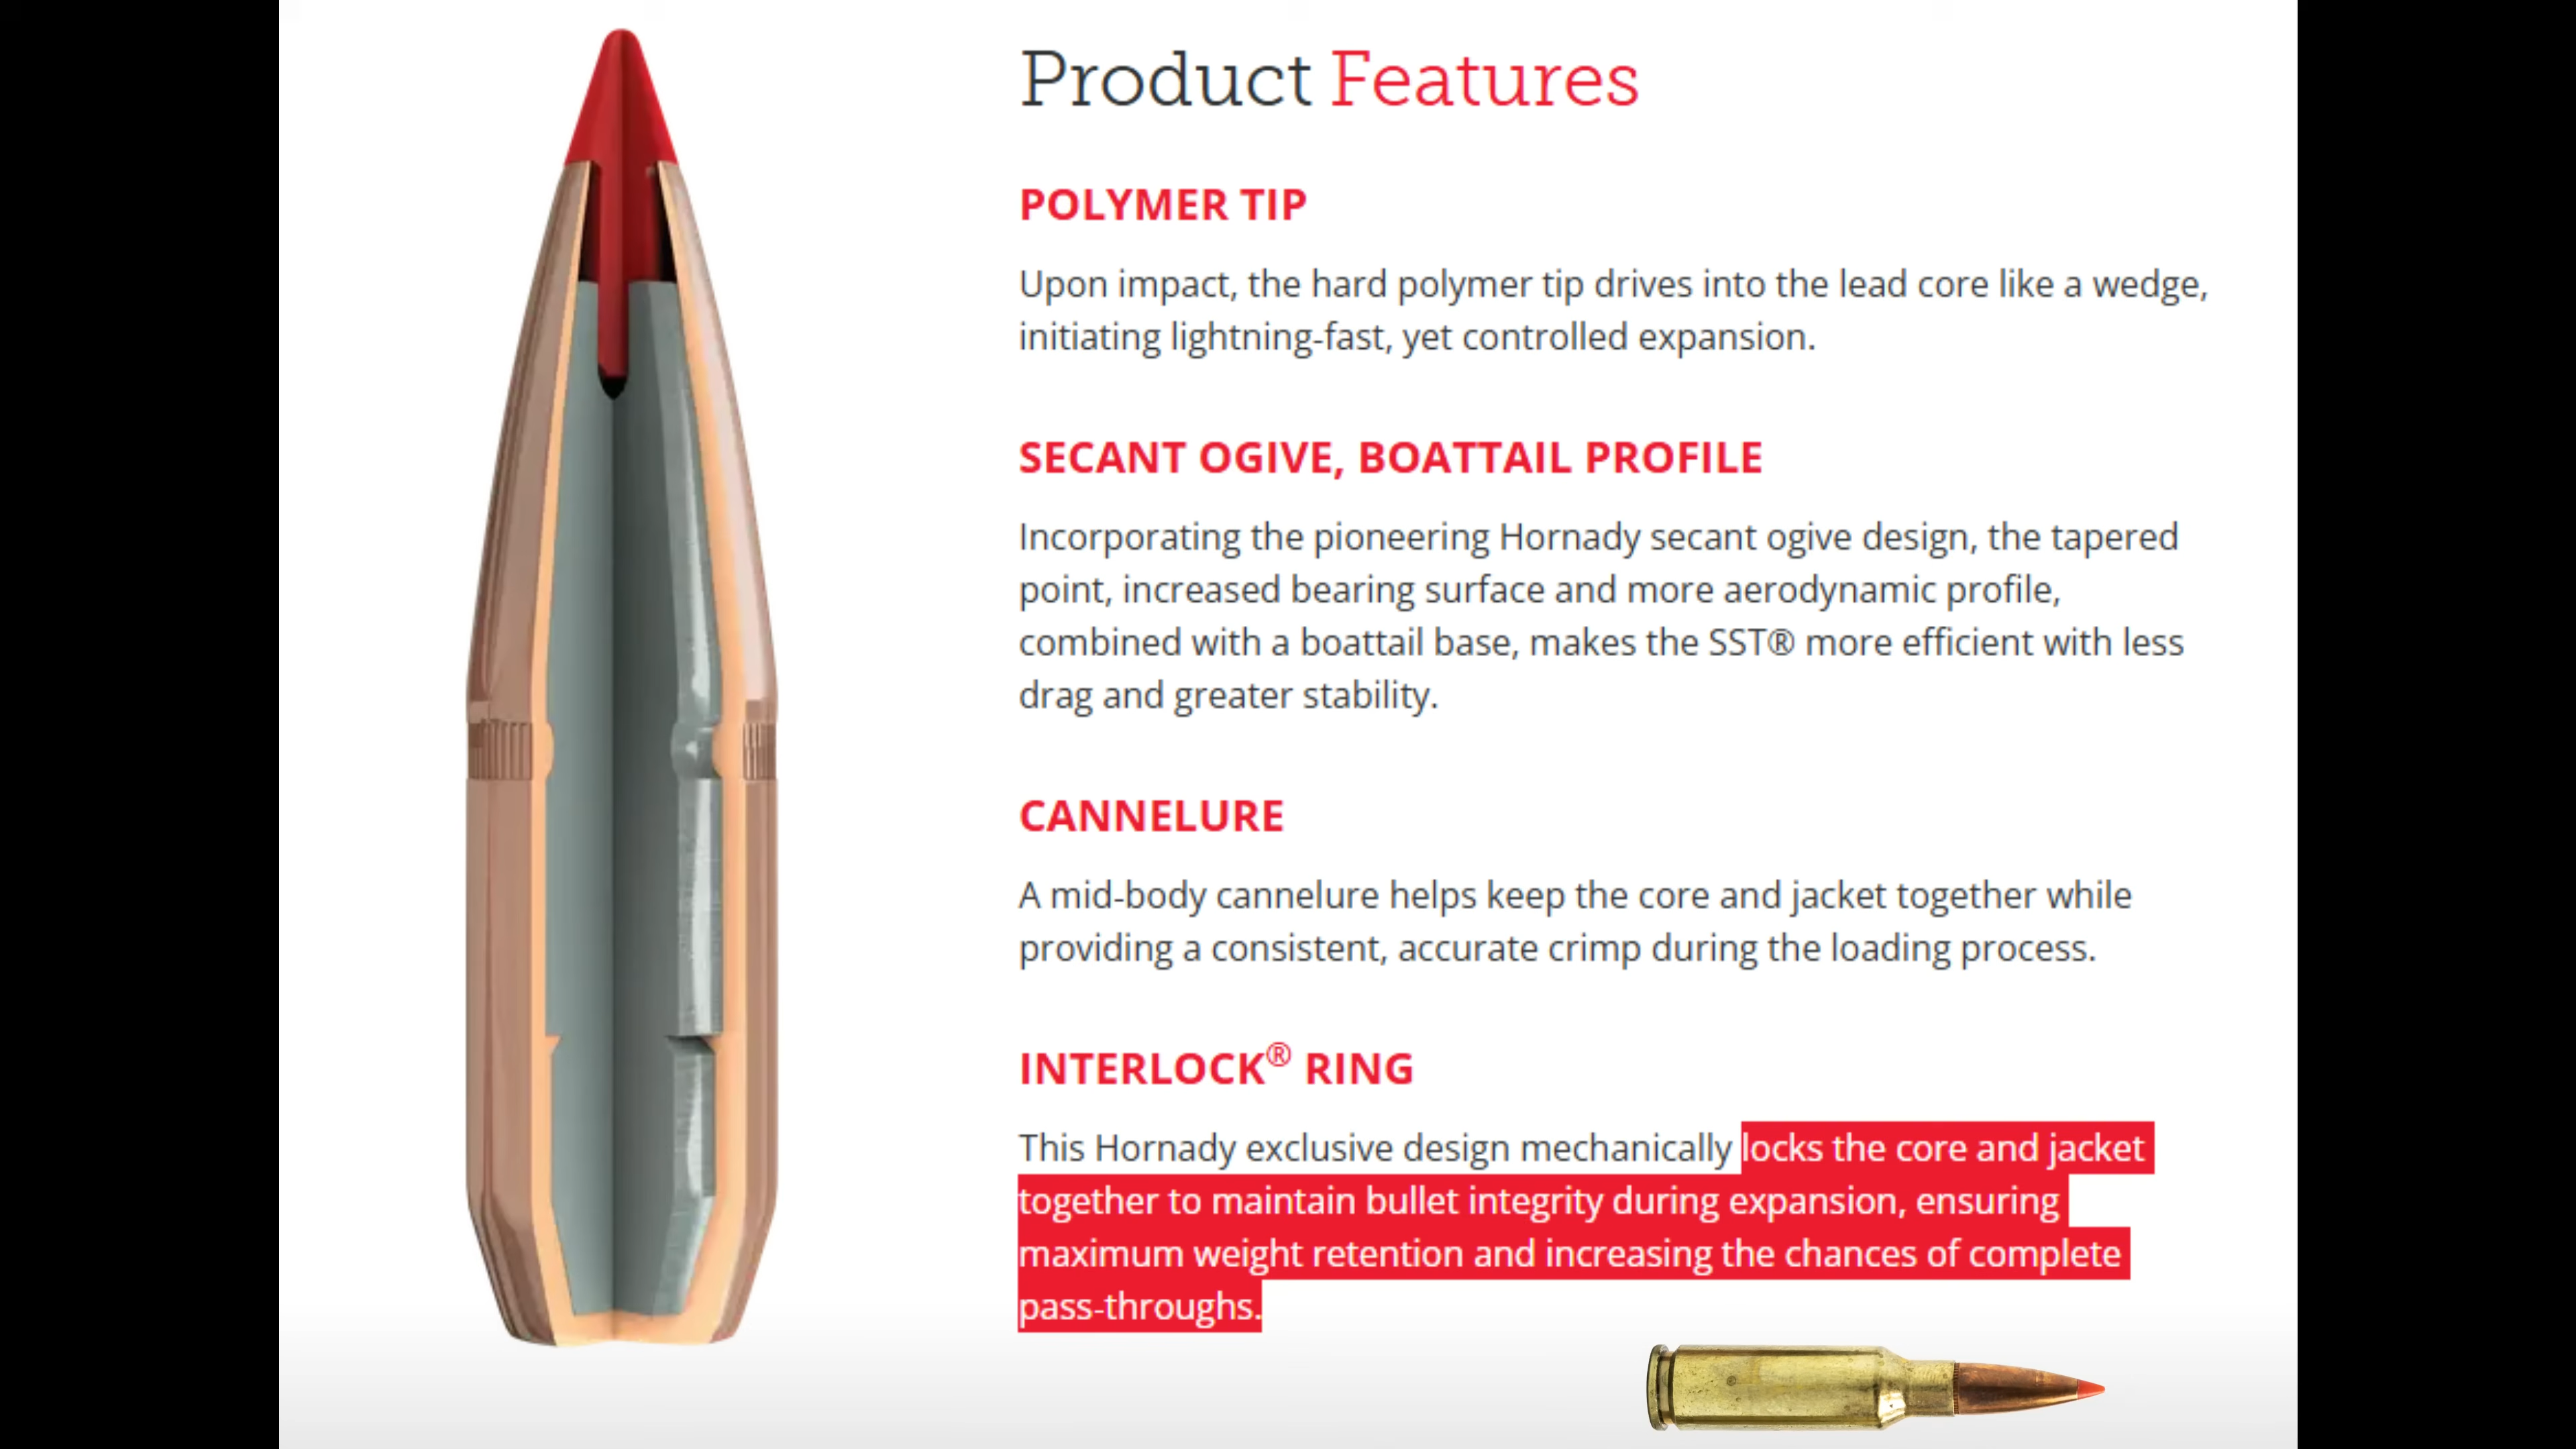 Product Features
POLYMER TIP
Upon impact, the hard polymer tip drives into the lead core like a wedge,
initiating lightning-fast, yet controlled expansion.
SECANT OGIVE, BOATTAIL PROFILE
Incorporating the pioneering Hornady secant ogive design, the tapered
point, increased bearing surface and more aerodynamic profile,
combined with a boattail base, makes the SST® more efficient with less
drag and greater stability.
CANNELURE
A mid-body cannelure helps keep the core and jacket together while
providing a consistent, accurate crimp during the loading process.
INTERLOCK® RING
This Hornady exclusive design mechanically locks the core and jacket
together to maintain bullet integrity during expansion, ensuring
maximum weight retention and increasing the chances of complete
pass-throughs.